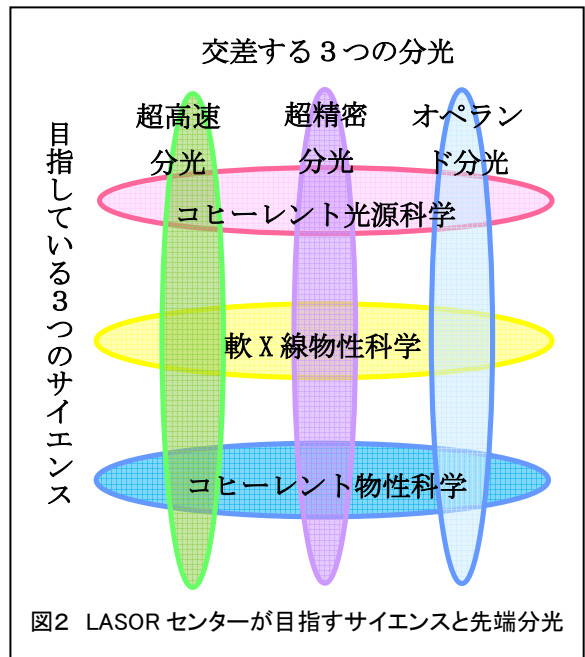 交差する３つの分光
目指している３つのサイエンス
超高速
分光
超精密
分光
オペラン
ド分光
コヒーレント光源科学
軟 X 線物性科学
コヒーレント物性科学
図２ LASOR センターが目指すサイエンスと先端分光